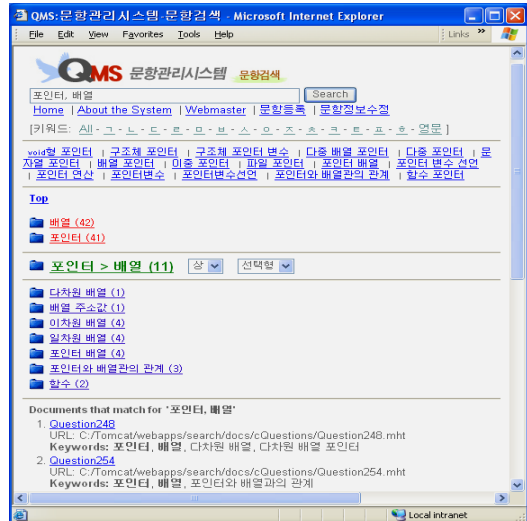 QMS:문항관리시스템-문항검색 - Microsoft Internet Explorer
File Edit View Favorites Tools Help Links »
QMS 문항관리시스템 문항검색
포인터, 배열 Search
Home | About the System | Webmaster | 문항등록 | 문항정보수정
[키워드: All - ㄱ - ㄴ - ㄷ - ㄹ - ㅁ - ㅂ - ㅅ - ㅇ - ㅈ - ㅊ - ㅋ - ㅌ - ㅍ - ㅎ - 영문 ]
void형 포인터 | 구조체 포인터 | 구조체 포인터 변수 | 다중 배열 포인터 | 다중 포인터 | 문
자열 포인터 | 배열 포인터 | 이중 포인터 | 파일 포인터 | 포인터 배열 | 포인터 변수 선언
| 포인터 연산 | 포인터변수 | 포인터변수선언 | 포인터와 배열관의 관계 | 함수 포인터
Top
배열 (42)
포인터 (41)
포인터 > 배열 (11) 상 선택형
다차원 배열 (1)
배열 주소값 (1)
이차원 배열 (4)
일차원 배열 (4)
포인터 배열 (4)
포인터와 배열관의 관계 (3)
함수 (2)
Documents that match for '포인터, 배열'
1. Question248
URL: C:/Tomcat/webapps/search/docs/cQuestions/Question248.mht
Keywords: 포인터, 배열, 다차원 배열, 다차원 배열 포인터
2. Question254
URL: C:/Tomcat/webapps/search/docs/cQuestions/Question254.mht
Keywords: 포인터, 배열, 포인터와 배열과의 관계
Local intranet